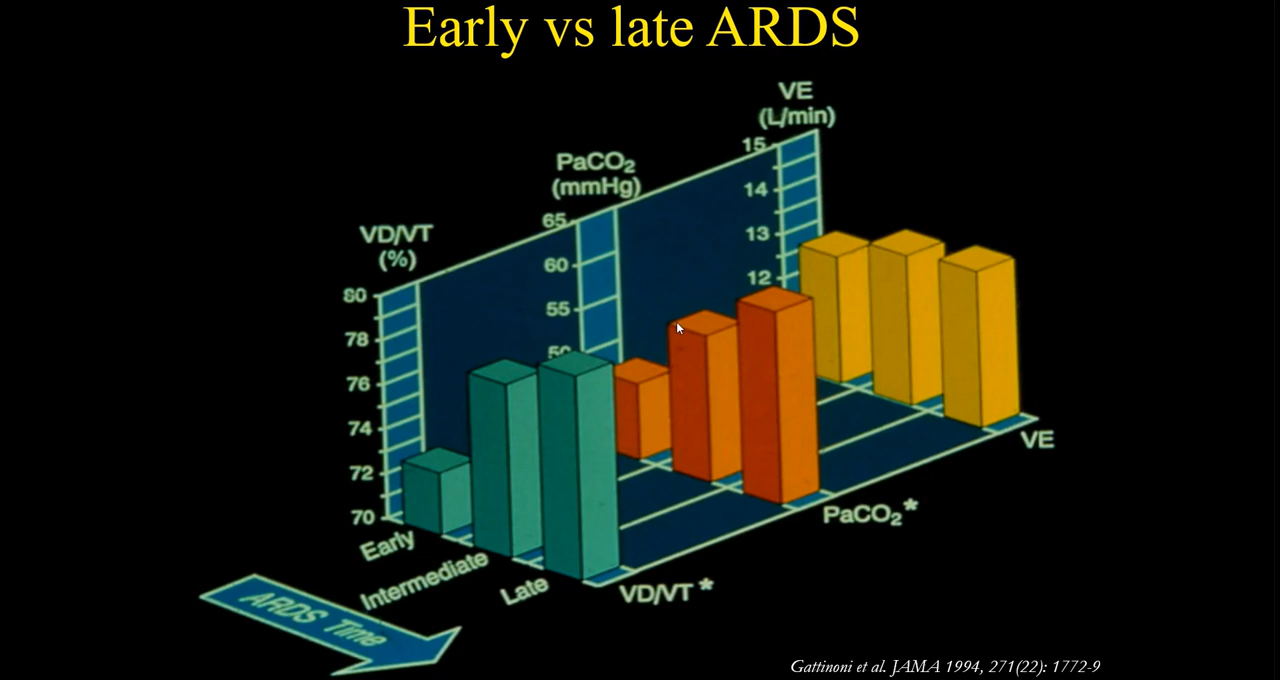 Early vs late ARDS
VE
(L/min)
15
14
13
12
PaCO₂
(mmHg)
65
60
55
50
VD/VT
(%)
80
78
76
74
72
70
Early
Intermediate
Late
VD/VT *
PaCO₂*
VE
ARDS Time
Gattinoni et al. JAMA 1994, 271(22): 1772-9